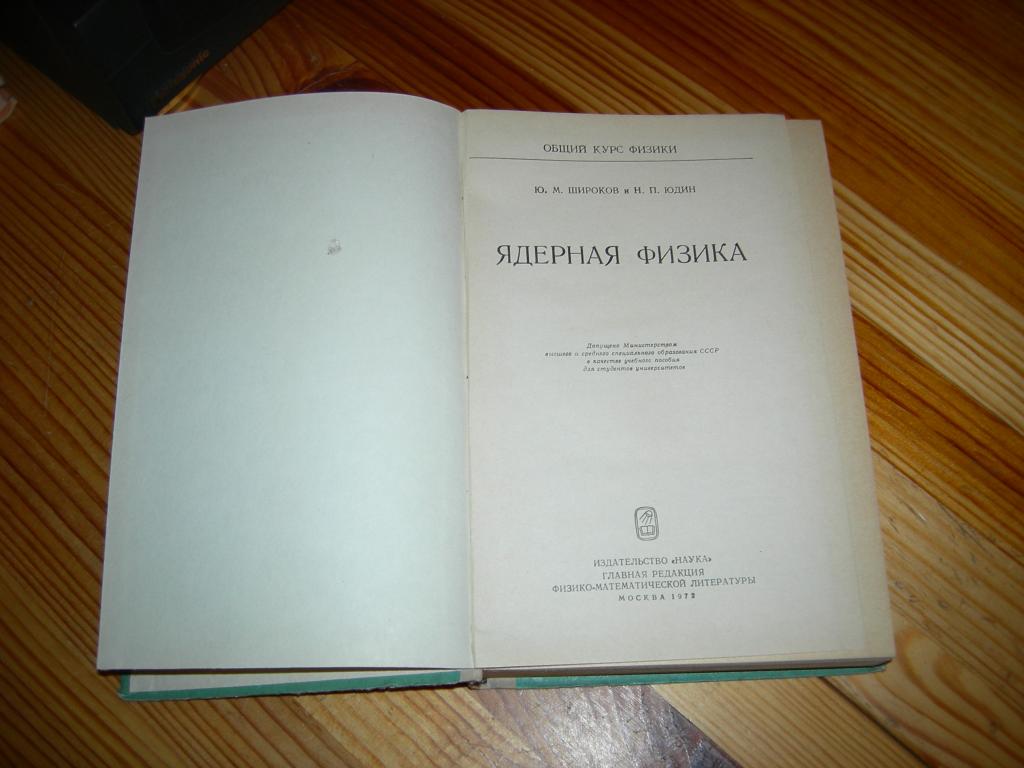 Panasonic
ОБЩИЙ КУРС ФИЗИКИ
Ю. М. ШИРОКОВ и Н. П. ЮДИН
ЯДЕРНАЯ ФИЗИКА
Допущено Министерством
высшего и среднего специального образования СССР
в качестве учебного пособия
для студентов университетов
ИЗДАТЕЛЬСТВО «НАУКА»
ГЛАВНАЯ РЕДАКЦИЯ
ФИЗИКО-МАТЕМАТИЧЕСКОЙ ЛИТЕРАТУРЫ
МОСКВА 1972